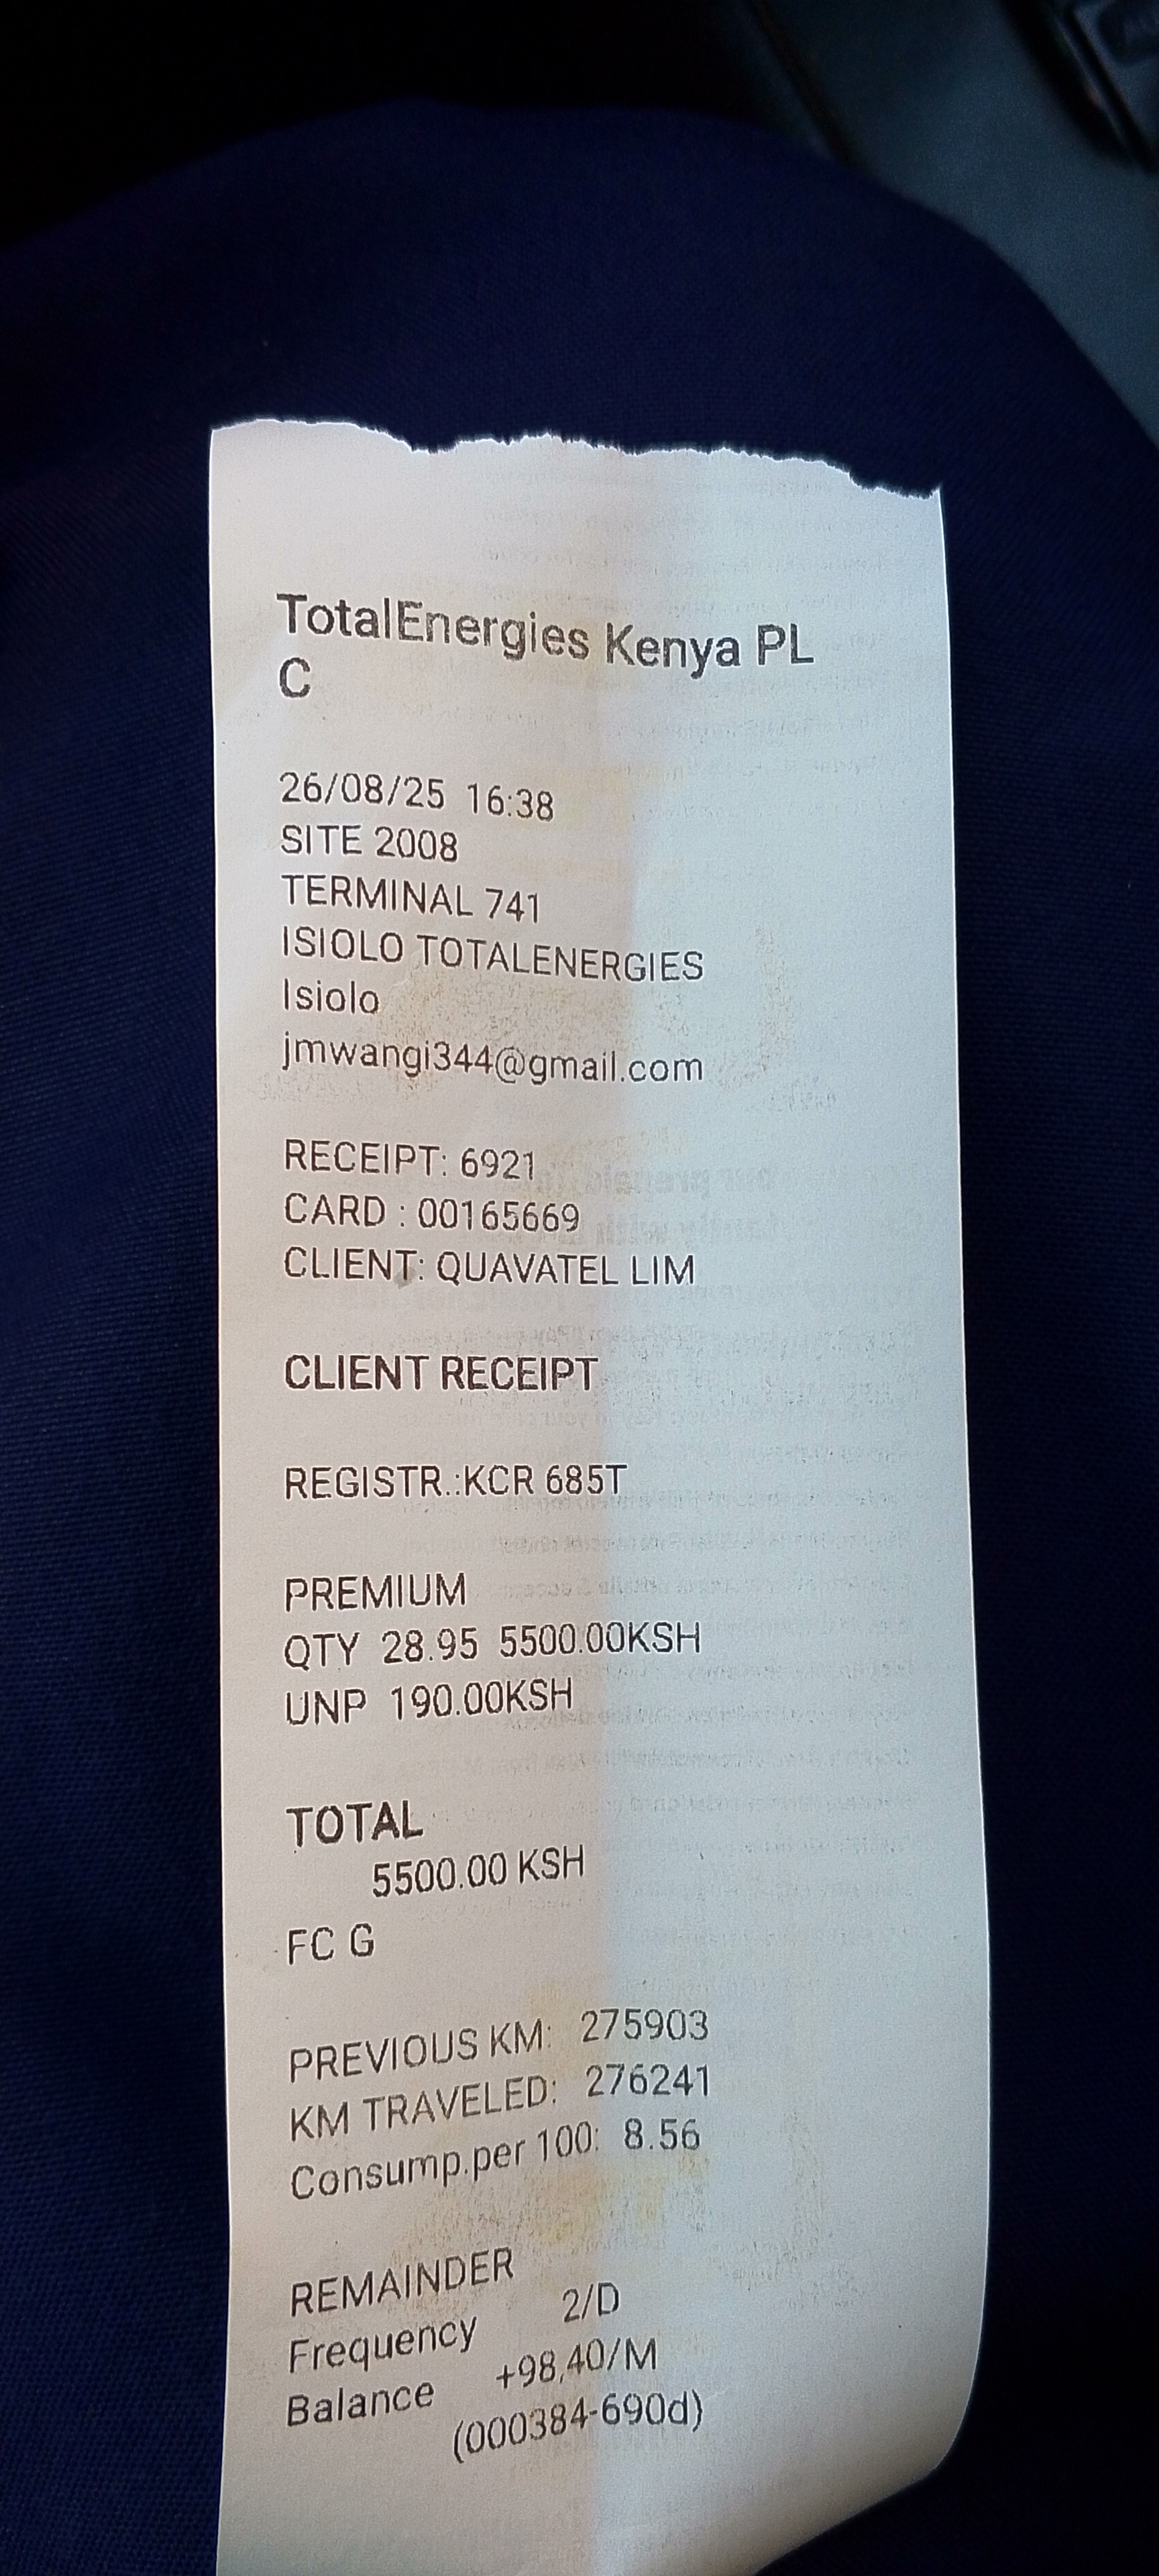 TotalEnergies Kenya PL
C
26/08/25 16:38
SITE 2008
TERMINAL 741
ISIOLO TOTALENERGIES
Isiolo
jmwangi344@gmail.com
RECEIPT: 6921
CARD : 00165669
CLIENT: QUAVATEL LIM
CLIENT RECEIPT
REGISTR.:KCR 685T
PREMIUM
QTY 28.95 5500.00KSH
UNP 190.00KSH
TOTAL
5500.00 KSH
FC G
PREVIOUS KM: 275903
KM TRAVELED: 276241
Consump.per 100: 8.56
REMAINDER
Frequency 2/D
Balance +98,40/M
(000384-690d)